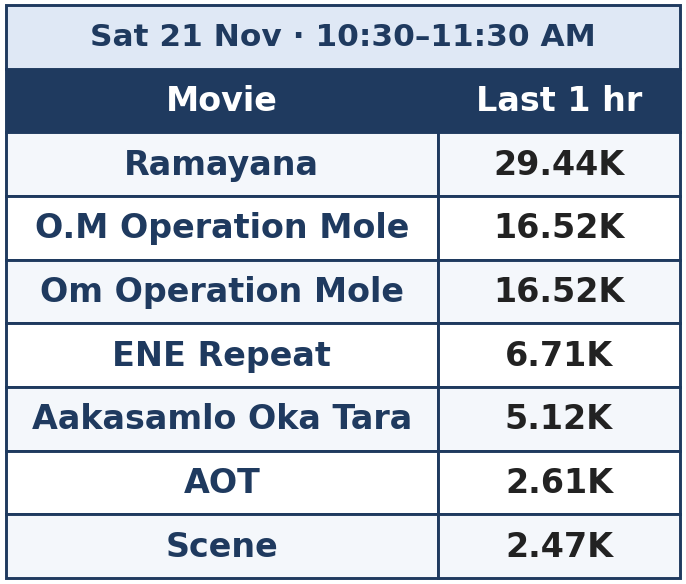 Sat 21 Nov · 10:30–11:30 AM
Movie Last 1 hr
Ramayana 29.44K
O.M Operation Mole 16.52K
Om Operation Mole 16.52K
ENE Repeat 6.71K
Aakasamlo Oka Tara 5.12K
AOT 2.61K
Scene 2.47K